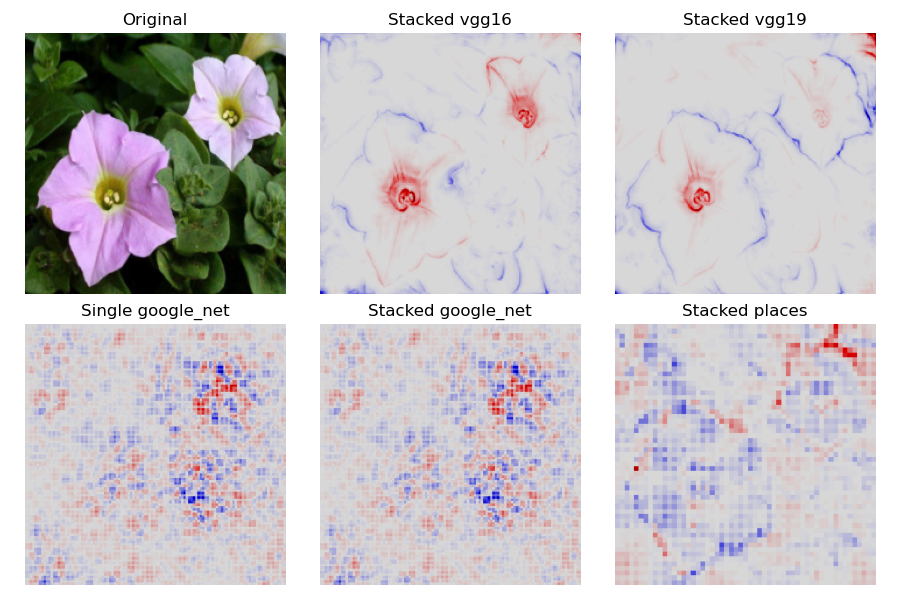 Original
Stacked vgg16
Stacked vgg19
Single google_net
Stacked google_net
Stacked places